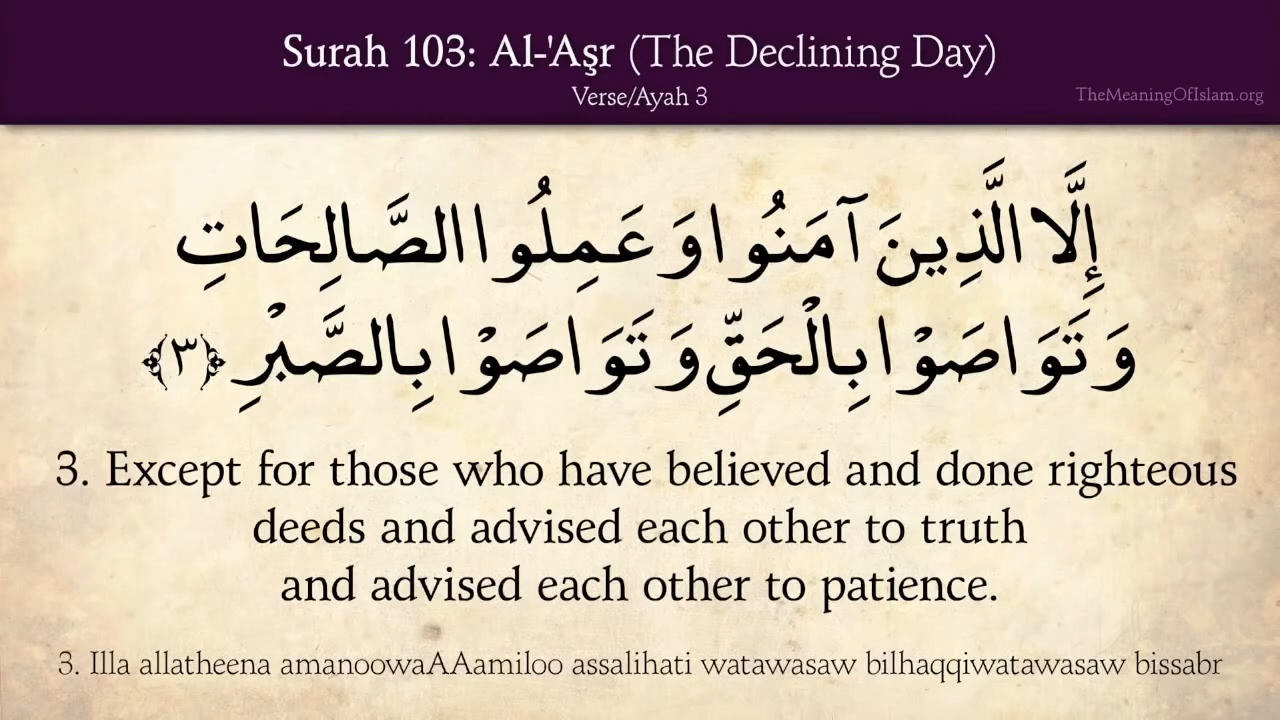 Surah 103: Al-'Aşr (The Declining Day)
Verse/Ayah 3
TheMeaningOfIslam.org
إِلَّا الَّذِينَ آمَنُوا وَعَمِلُوا الصَّالِحَاتِ
وَتَوَاصَوْا بِالْحَقِّ وَتَوَاصَوْا بِالصَّبْرِ ﴿٣﴾
3. Except for those who have believed and done righteous
deeds and advised each other to truth
and advised each other to patience.
3. Illa allatheena amanoowaAAamiloo assalihati watawasaw bilhaqqiwatawasaw bissabr